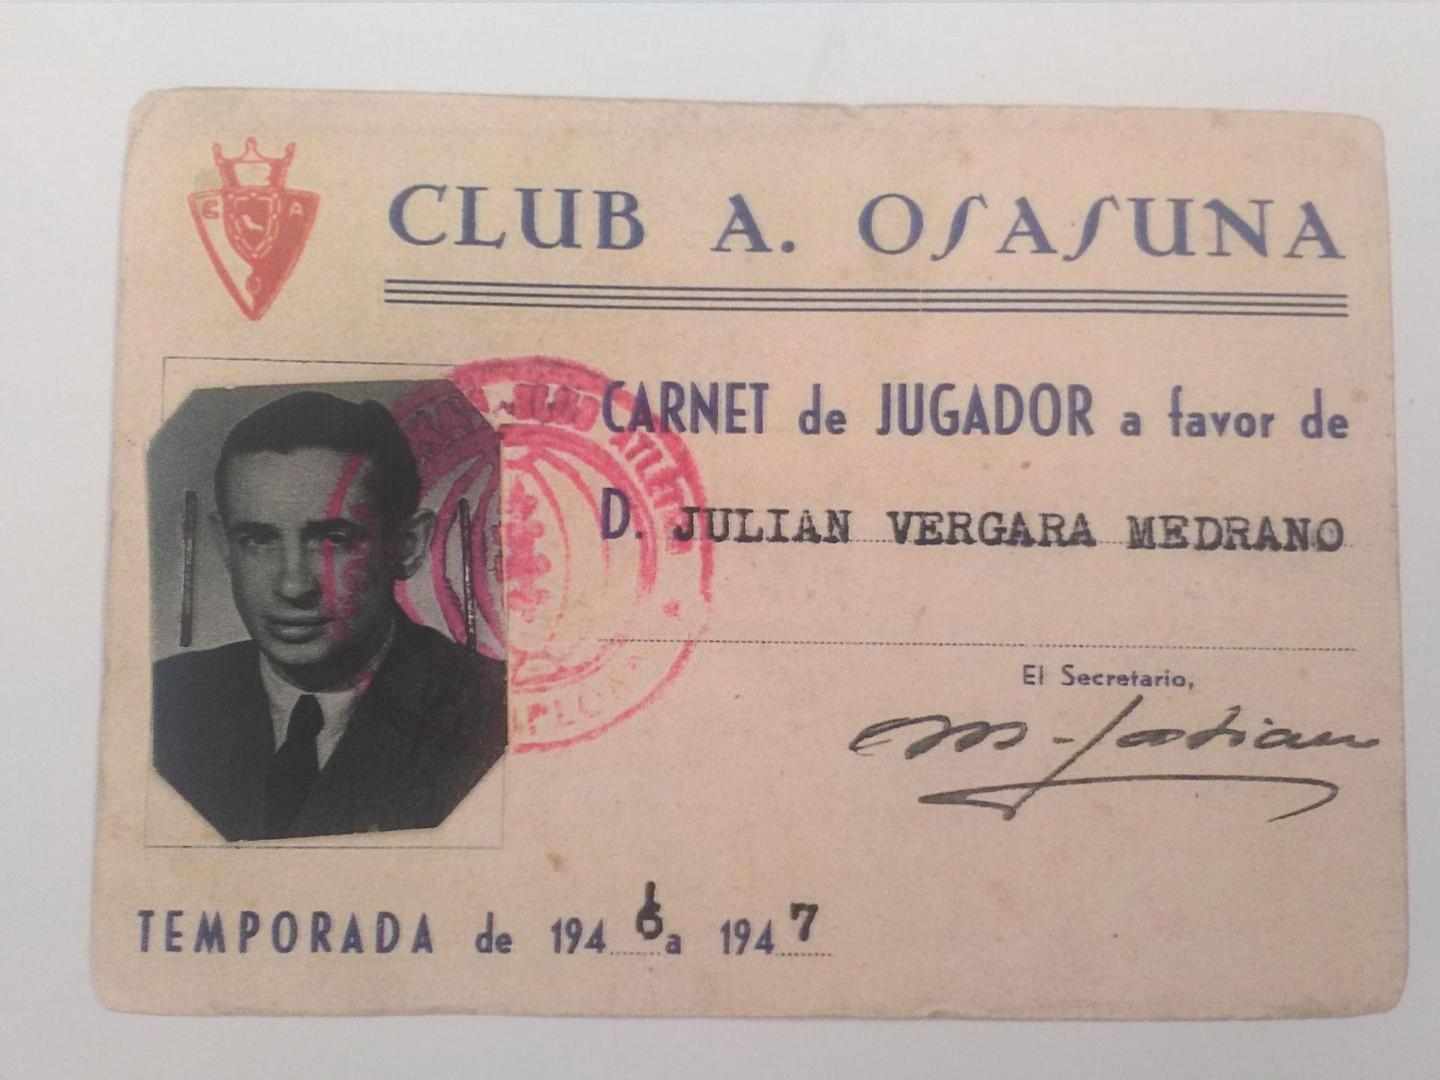 C A
O
CLUB A. OSASUNA
CARNET de JUGADOR a favor de
D. JULIAN VERGARA MEDRANO
El Secretario,
TEMPORADA de 1946 a 1947